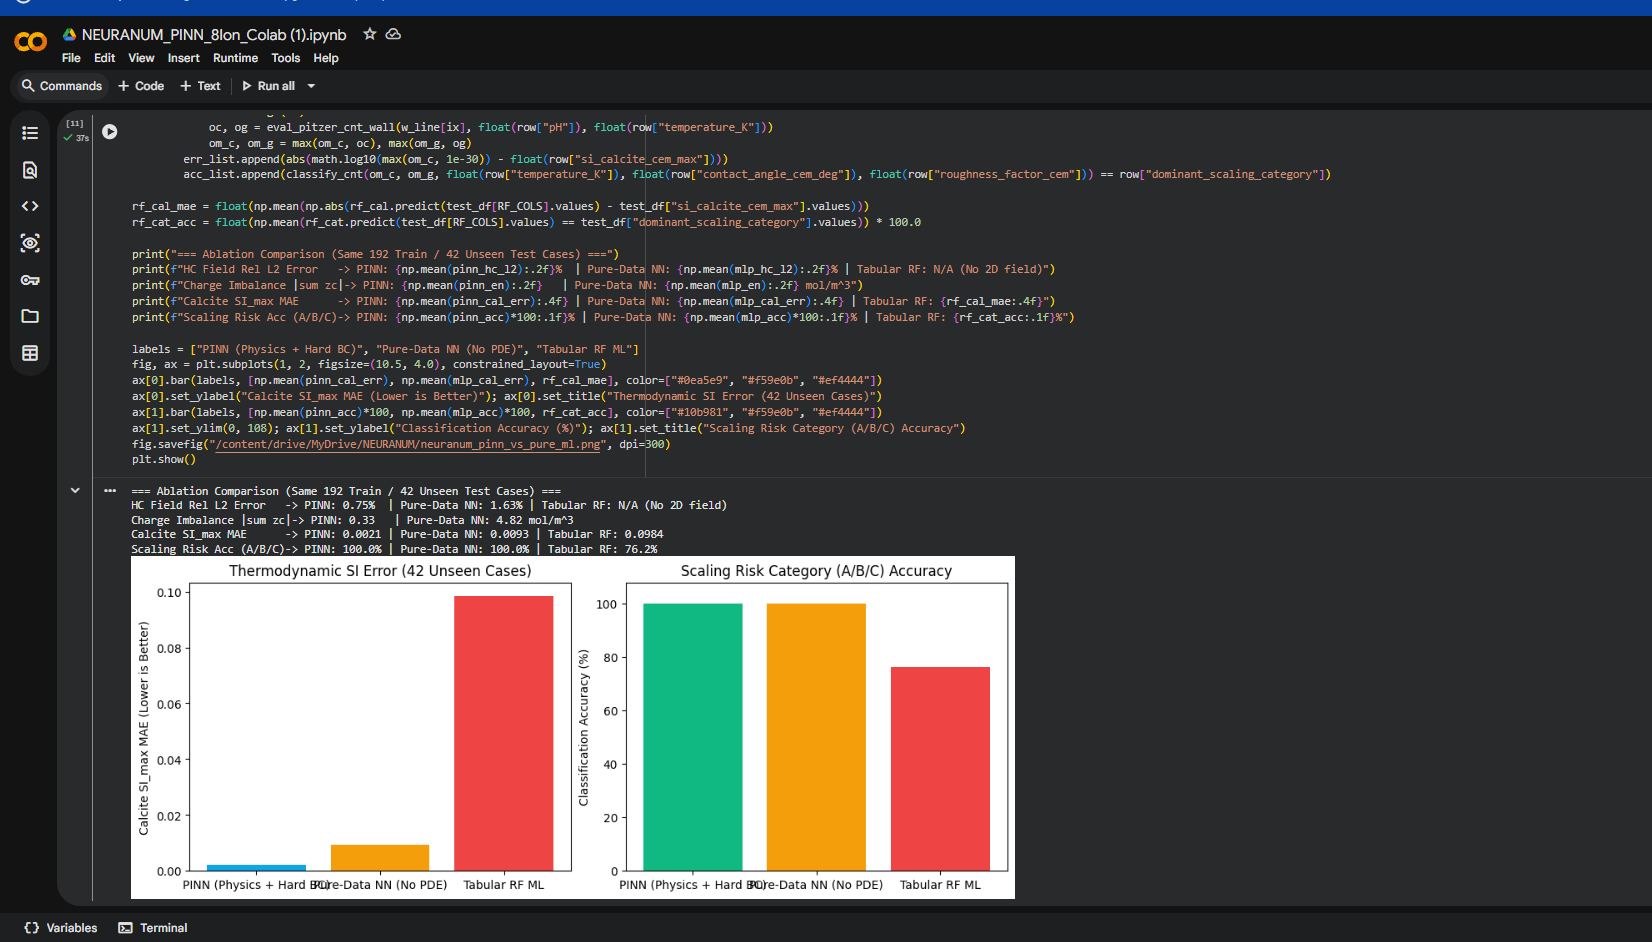 NEURANUM_PINN_8Ion_Colab (1).ipynb
File Edit View Insert Runtime Tools Help
Commands + Code + Text Run all
[11]
37s
oc, og = eval_pitzer_cnt_wall(w_line[ix], float(row["pH"]), float(row["temperature_K"]))
om_c, om_g = max(om_c, oc), max(om_g, og)
err_list.append(abs(math.log10(max(om_c, 1e-30)) - float(row["si_calcite_cem_max"])))
acc_list.append(classify_cnt(om_c, om_g, float(row["temperature_K"]), float(row["contact_angle_cem_deg"]), float(row["roughness_factor_cem"])) == row["dominant_scaling_category"])
rf_cal_mae = float(np.mean(np.abs(rf_cal.predict(test_df[RF_COLS].values) - test_df["si_calcite_cem_max"].values)))
rf_cat_acc = float(np.mean(rf_cat.predict(test_df[RF_COLS].values) == test_df["dominant_scaling_category"].values)) * 100.0
print("=== Ablation Comparison (Same 192 Train / 42 Unseen Test Cases) ===")
print(f"HC Field Rel L2 Error   -> PINN: {np.mean(pinn_hc_l2):.2f}%  | Pure-Data NN: {np.mean(mlp_hc_l2):.2f}% | Tabular RF: N/A (No 2D field)")
print(f"Charge Imbalance |sum zc|-> PINN: {np.mean(pinn_en):.2f}   | Pure-Data NN: {np.mean(mlp_en):.2f} mol/m^3")
print(f"Calcite SI_max MAE      -> PINN: {np.mean(pinn_cal_err):.4f} | Pure-Data NN: {np.mean(mlp_cal_err):.4f} | Tabular RF: {rf_cal_mae:.4f}")
print(f"Scaling Risk Acc (A/B/C)-> PINN: {np.mean(pinn_acc)*100:.1f}% | Pure-Data NN: {np.mean(mlp_acc)*100:.1f}% | Tabular RF: {rf_cat_acc:.1f}%")
labels = ["PINN (Physics + Hard BC)", "Pure-Data NN (No PDE)", "Tabular RF ML"]
fig, ax = plt.subplots(1, 2, figsize=(10.5, 4.0), constrained_layout=True)
ax[0].bar(labels, [np.mean(pinn_cal_err), np.mean(mlp_cal_err), rf_cal_mae], color=["#0ea5e9", "#f59e0b", "#ef4444"])
ax[0].set_ylabel("Calcite SI_max MAE (Lower is Better)"); ax[0].set_title("Thermodynamic SI Error (42 Unseen Cases)")
ax[1].bar(labels, [np.mean(pinn_acc)*100, np.mean(mlp_acc)*100, rf_cat_acc], color=["#10b981", "#f59e0b", "#ef4444"])
ax[1].set_ylim(0, 108); ax[1].set_ylabel("Classification Accuracy (%)"); ax[1].set_title("Scaling Risk Category (A/B/C) Accuracy")
fig.savefig("/content/drive/MyDrive/NEURANUM/neuranum_pinn_vs_pure_ml.png", dpi=300)
plt.show()
=== Ablation Comparison (Same 192 Train / 42 Unseen Test Cases) ===
HC Field Rel L2 Error   -> PINN: 0.75%  | Pure-Data NN: 1.63% | Tabular RF: N/A (No 2D field)
Charge Imbalance |sum zc|-> PINN: 0.33   | Pure-Data NN: 4.82 mol/m^3
Calcite SI_max MAE      -> PINN: 0.0021 | Pure-Data NN: 0.0093 | Tabular RF: 0.0984
Scaling Risk Acc (A/B/C)-> PINN: 100.0% | Pure-Data NN: 100.0% | Tabular RF: 76.2%
Thermodynamic SI Error (42 Unseen Cases)
Calcite SI_max MAE (Lower is Better)
0.10
0.08
0.06
0.04
0.02
0.00
PINN (Physics + Hard BC) Pure-Data NN (No PDE) Tabular RF ML
Scaling Risk Category (A/B/C) Accuracy
Classification Accuracy (%)
100
80
60
40
20
0
PINN (Physics + Hard BC) Pure-Data NN (No PDE) Tabular RF ML
Variables Terminal